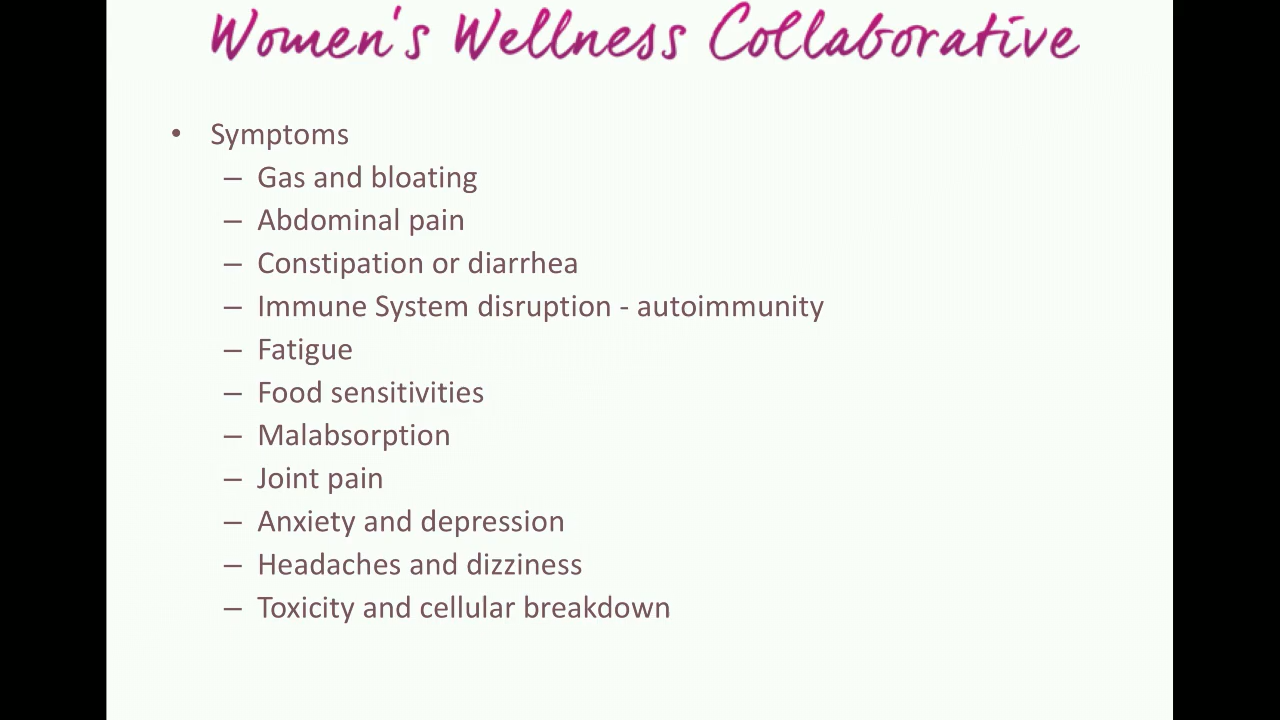 Women's Wellness Collaborative
• Symptoms
– Gas and bloating
– Abdominal pain
– Constipation or diarrhea
– Immune System disruption - autoimmunity
– Fatigue
– Food sensitivities
– Malabsorption
– Joint pain
– Anxiety and depression
– Headaches and dizziness
– Toxicity and cellular breakdown